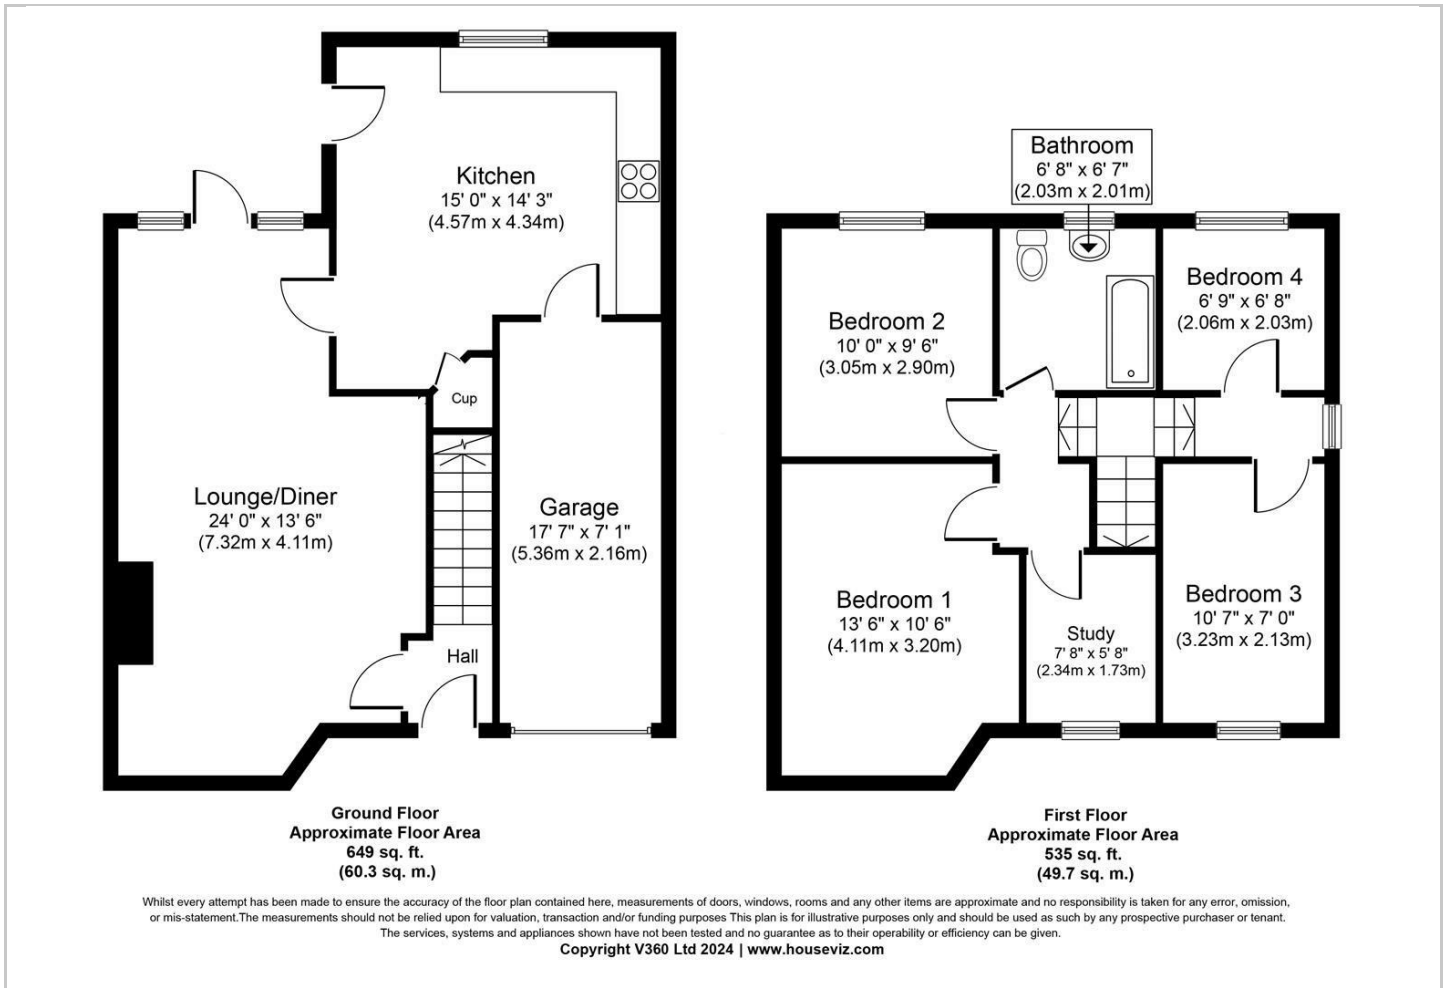 Kitchen
15' 0" x 14' 3"
(4.57m x 4.34m)
Cup
Lounge/Diner
24' 0" x 13' 6"
(7.32m x 4.11m)
Garage
17' 7" x 7' 1"
(5.36m x 2.16m)
Hall
Ground Floor
Approximate Floor Area
649 sq. ft.
(60.3 sq. m.)
Bathroom
6' 8" x 6' 7"
(2.03m x 2.01m)
Bedroom 4
6' 9" x 6' 8"
(2.06m x 2.03m)
Bedroom 2
10' 0" x 9' 6"
(3.05m x 2.90m)
Bedroom 1
13' 6" x 10' 6"
(4.11m x 3.20m)
Study
7' 8" x 5' 8"
(2.34m x 1.73m)
Bedroom 3
10' 7" x 7' 0"
(3.23m x 2.13m)
First Floor
Approximate Floor Area
535 sq. ft.
(49.7 sq. m.)
Whilst every attempt has been made to ensure the accuracy of the floor plan contained here, measurements of doors, windows, rooms and any other items are approximate and no responsibility is taken for any error, omission,
or mis-statement.The measurements should not be relied upon for valuation, transaction and/or funding purposes This plan is for illustrative purposes only and should be used as such by any prospective purchaser or tenant.
The services, systems and appliances shown have not been tested and no guarantee as to their operability or efficiency can be given.
Copyright V360 Ltd 2024 | www.houseviz.com